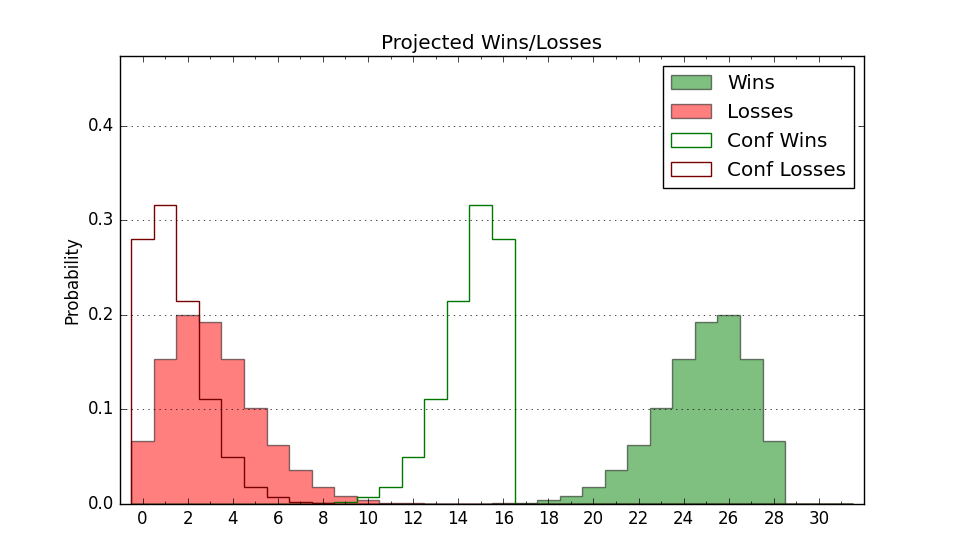 Projected Wins/Losses
Wins
Losses
Conf Wins
Conf Losses
Probability
0.4
0.3
0.2
0.1
0.0
0 2 4 6 8 10 12 14 16 18 20 22 24 26 28 30